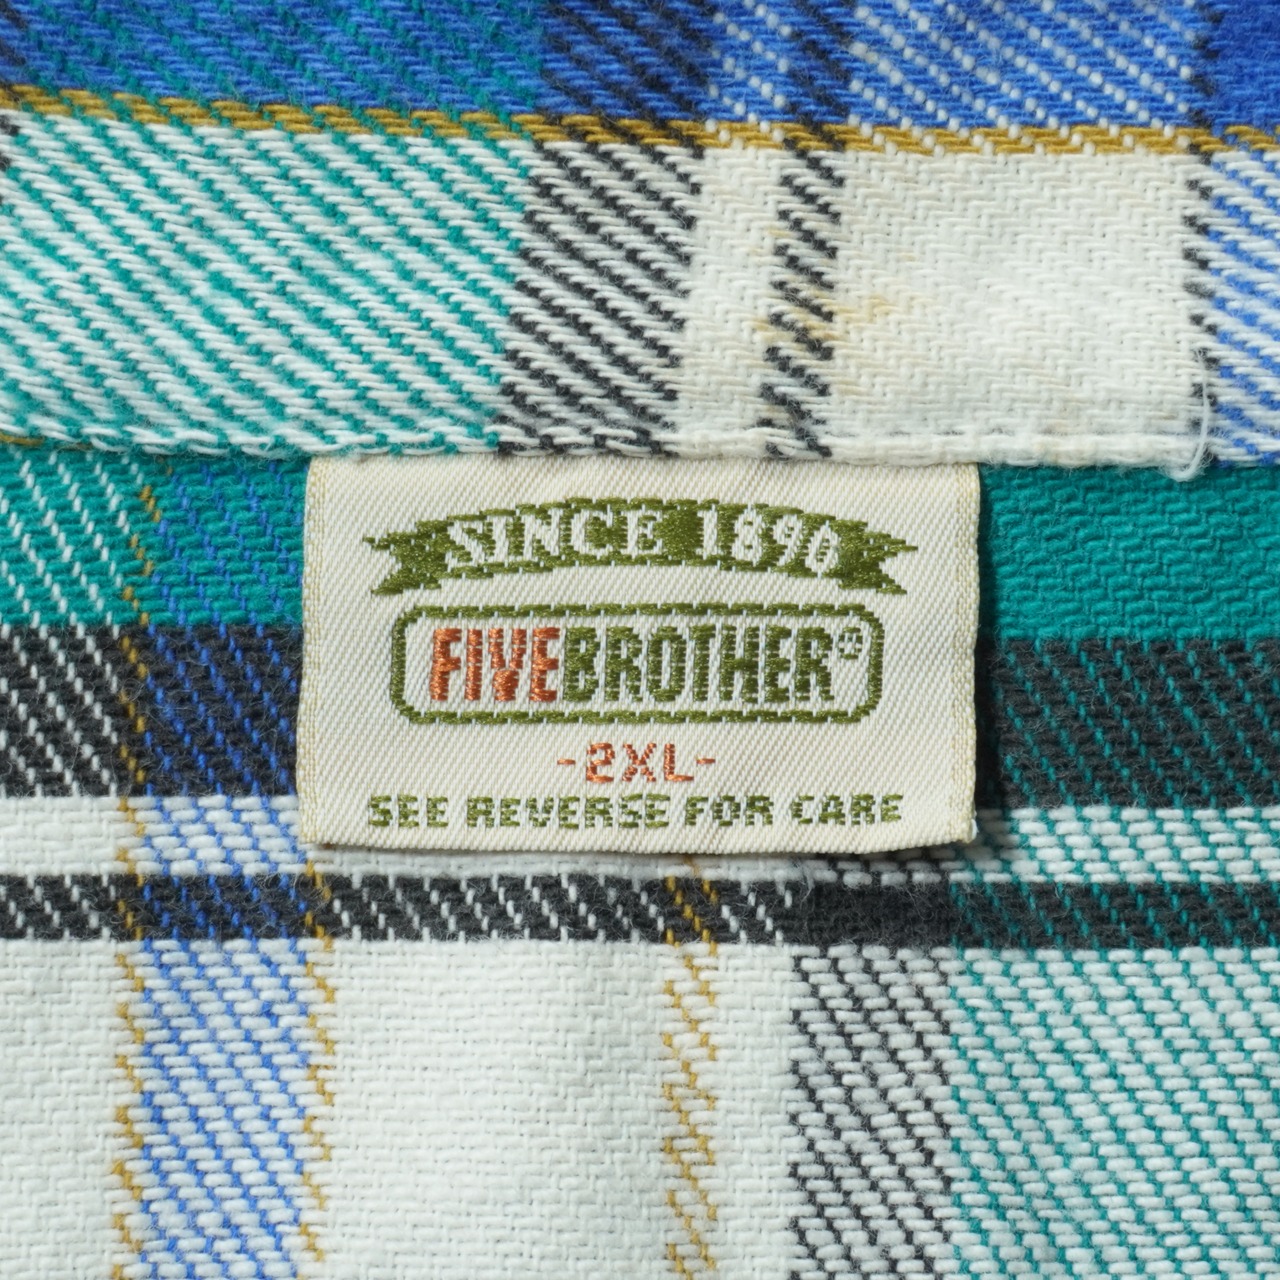 SINCE 1890
FIVEBROTHER®
-2XL-
SEE REVERSE FOR CARE